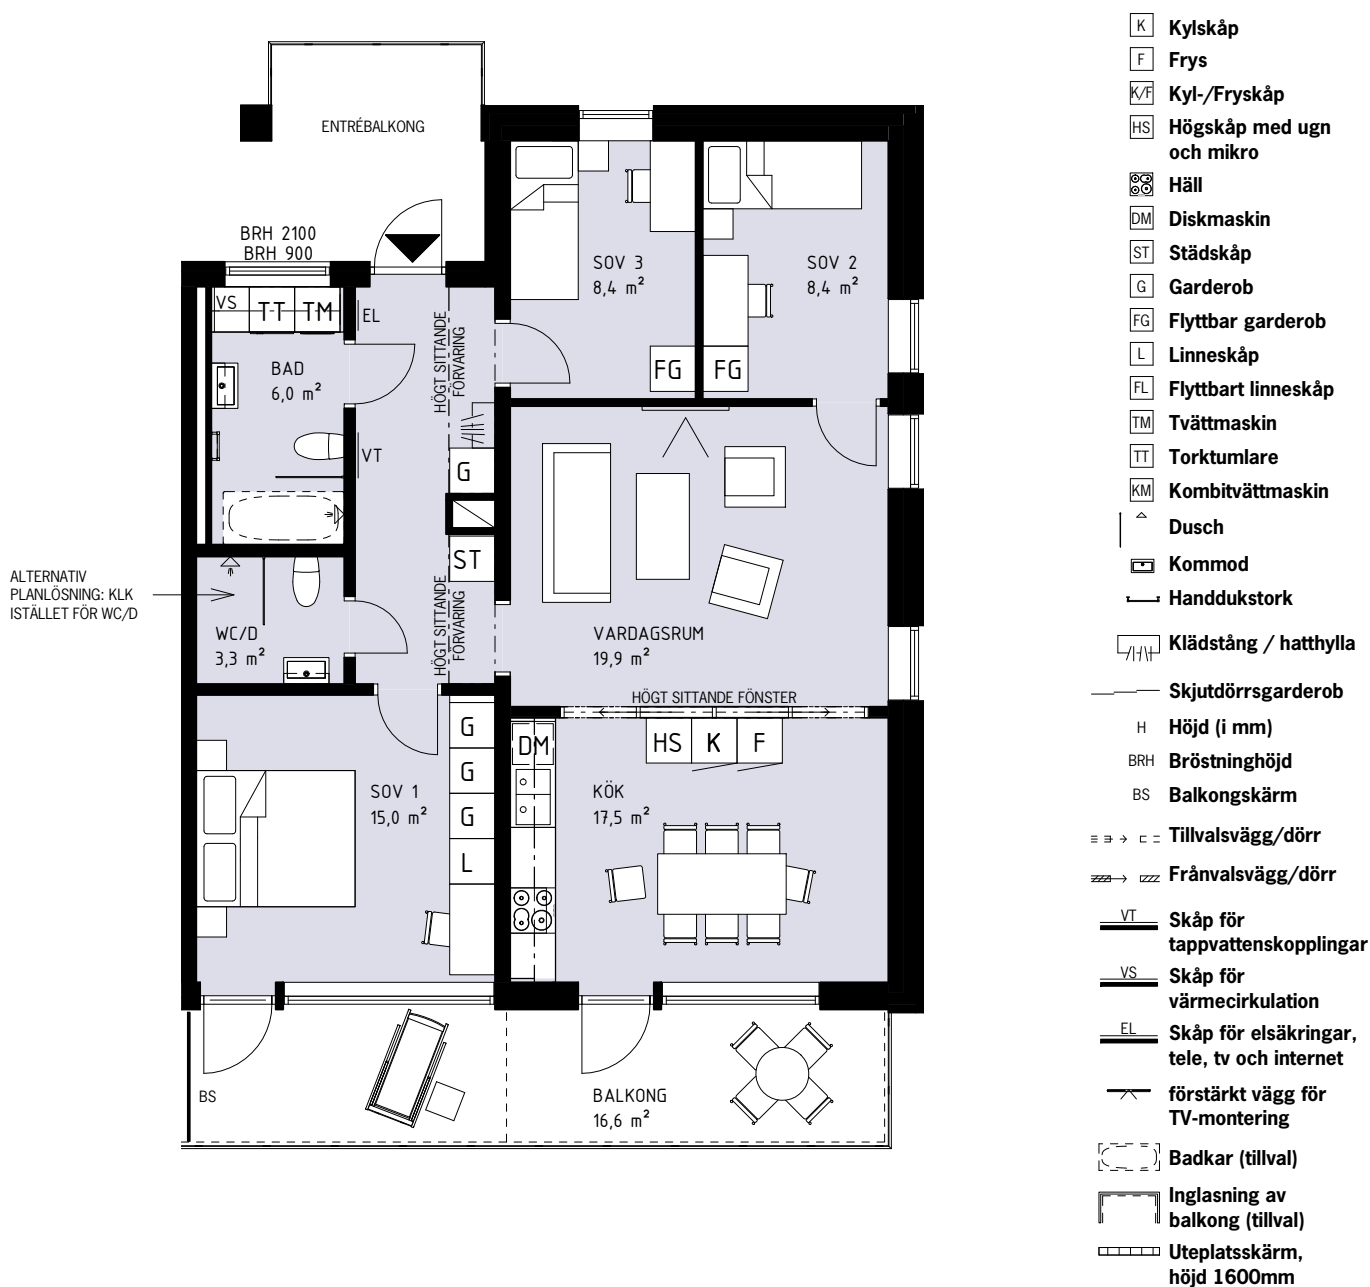 ENTRÉBALKONG
BRH 2100
BRH 900
VS
TT
TM
EL
BAD
6,0 m²
VT
HÖGT SITTANDE
FÖRVARING
G
ST
HÖGT SITTANDE
FÖRVARING
SOV 3
8,4 m²
FG
SOV 2
8,4 m²
FG
ALTERNATIV
PLANLÖSNING: KLK
ISTÄLLET FÖR WC/D
WC/D
3,3 m²
VARDAGSRUM
19,9 m²
HÖGT SITTANDE FÖNSTER
SOV 1
15,0 m²
G
G
G
L
DM
HS
K
F
KÖK
17,5 m²
BS
BALKONG
16,6 m²
K Kylskåp
F Frys
K/F Kyl-/Fryskåp
HS Högskåp med ugn
och mikro
Häll
DM Diskmaskin
ST Städskåp
G Garderob
FG Flyttbar garderob
L Linneskåp
FL Flyttbart linneskåp
TM Tvättmaskin
TT Torktumlare
KM Kombitvättmaskin
Dusch
Kommod
Handdukstork
Klädstång / hatthylla
Skjutdörrsgarderob
H Höjd (i mm)
BRH Bröstninghöjd
BS Balkongskärm
Tillvalsvägg/dörr
Frånvalsvägg/dörr
VT Skåp för
tappvattenskopplingar
VS Skåp för
värmecirkulation
EL Skåp för elsäkringar,
tele, tv och internet
förstärkt vägg för
TV-montering
Badkar (tillval)
Inglasning av
balkong (tillval)
Uteplatsskärm,
höjd 1600mm